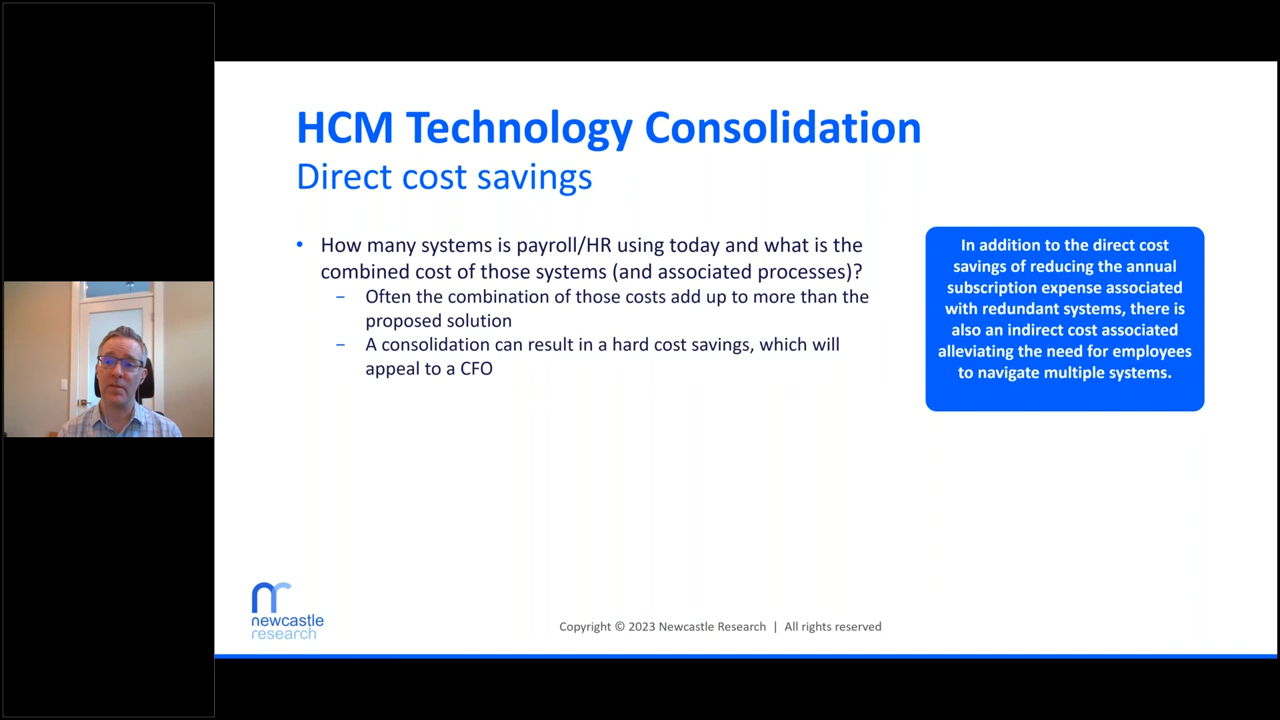 HCM Technology Consolidation
Direct cost savings
• How many systems is payroll/HR using today and what is the
combined cost of those systems (and associated processes)?
– Often the combination of those costs add up to more than the
proposed solution
– A consolidation can result in a hard cost savings, which will
appeal to a CFO
In addition to the direct cost
savings of reducing the annual
subscription expense associated
with redundant systems, there is
also an indirect cost associated
alleviating the need for employees
to navigate multiple systems.
newcastle
research
Copyright © 2023 Newcastle Research | All rights reserved